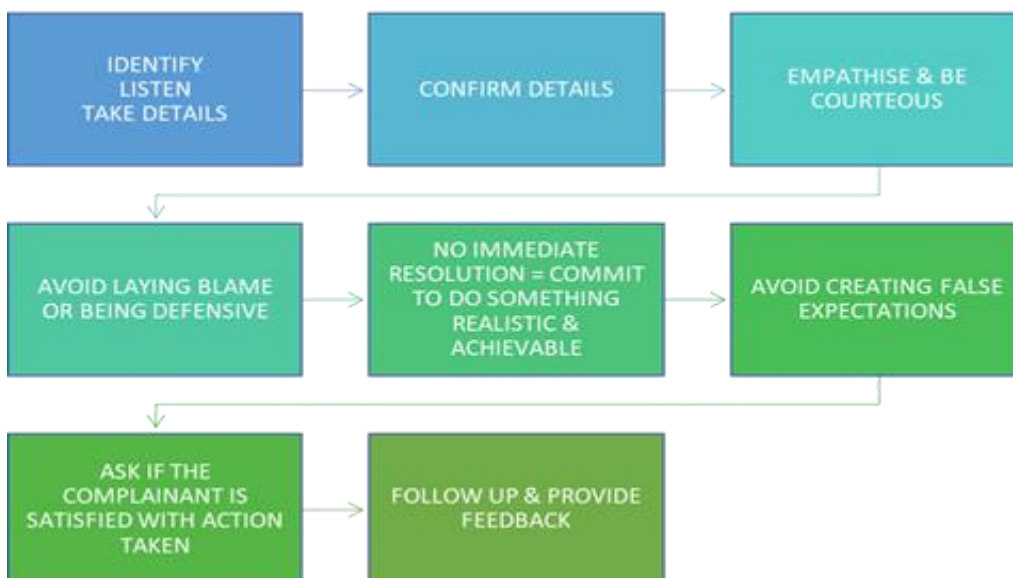 IDENTIFY
LISTEN
TAKE DETAILS
CONFIRM DETAILS
EMPATHISE & BE
COURTEOUS
AVOID LAYING BLAME
OR BEING DEFENSIVE
NO IMMEDIATE
RESOLUTION = COMMIT
TO DO SOMETHING
REALISTIC &
ACHIEVABLE
AVOID CREATING FALSE
EXPECTATIONS
ASK IF THE
COMPLAINANT IS
SATISFIED WITH ACTION
TAKEN
FOLLOW UP & PROVIDE
FEEDBACK